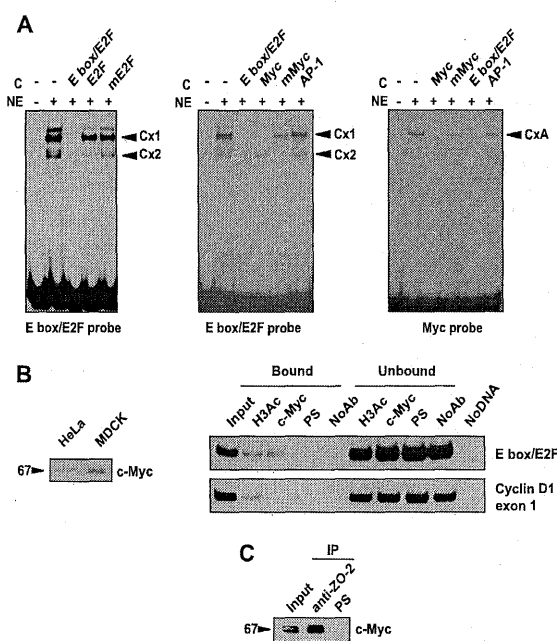 A
C - - E box/E2F E2F mE2F
NE - + + + +
Cx1
Cx2
E box/E2F probe
C - - E box/E2F Myc mMyc AP-1
NE - + + + + +
Cx1
Cx2
E box/E2F probe
C - - Myc mMyc E box/E2F AP-1
NE - + + + + +
CxA
Myc probe
B
HeLa MDCK
67 c-Myc
Bound Unbound
Input H3Ac c-Myc PS NoAb H3Ac c-Myc PS NoAb NoDNA
E box/E2F
Cyclin D1
exon 1
C
IP
Input anti-ZO-2 PS
67 c-Myc